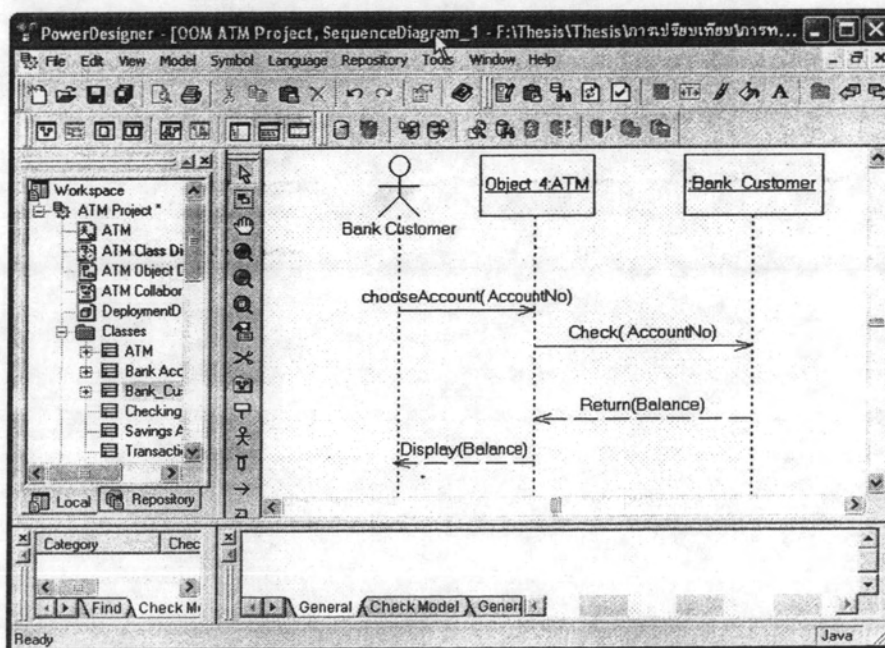 PowerDesigner - [OOM ATM Project, SequenceDiagram_1 - F:\Thesis\Thesis\การเปรียบเทียบ\การท...
File Edit View Model Symbol Language Repository Tools Window Help
Workspace
ATM Project *
ATM
ATM Class Di
ATM Object D
ATM Collabor
DeploymentD
Classes
ATM
Bank Acc
Bank_Cu
Checking
Savings A
Transacti
Local Repository
Bank Customer
Object_4:ATM
:Bank_Customer
chooseAccount( AccountNo)
Check( AccountNo)
Return(Balance)
Display(Balance)
Category Chec
Find Check M
General Check Model Gener
Ready
Java